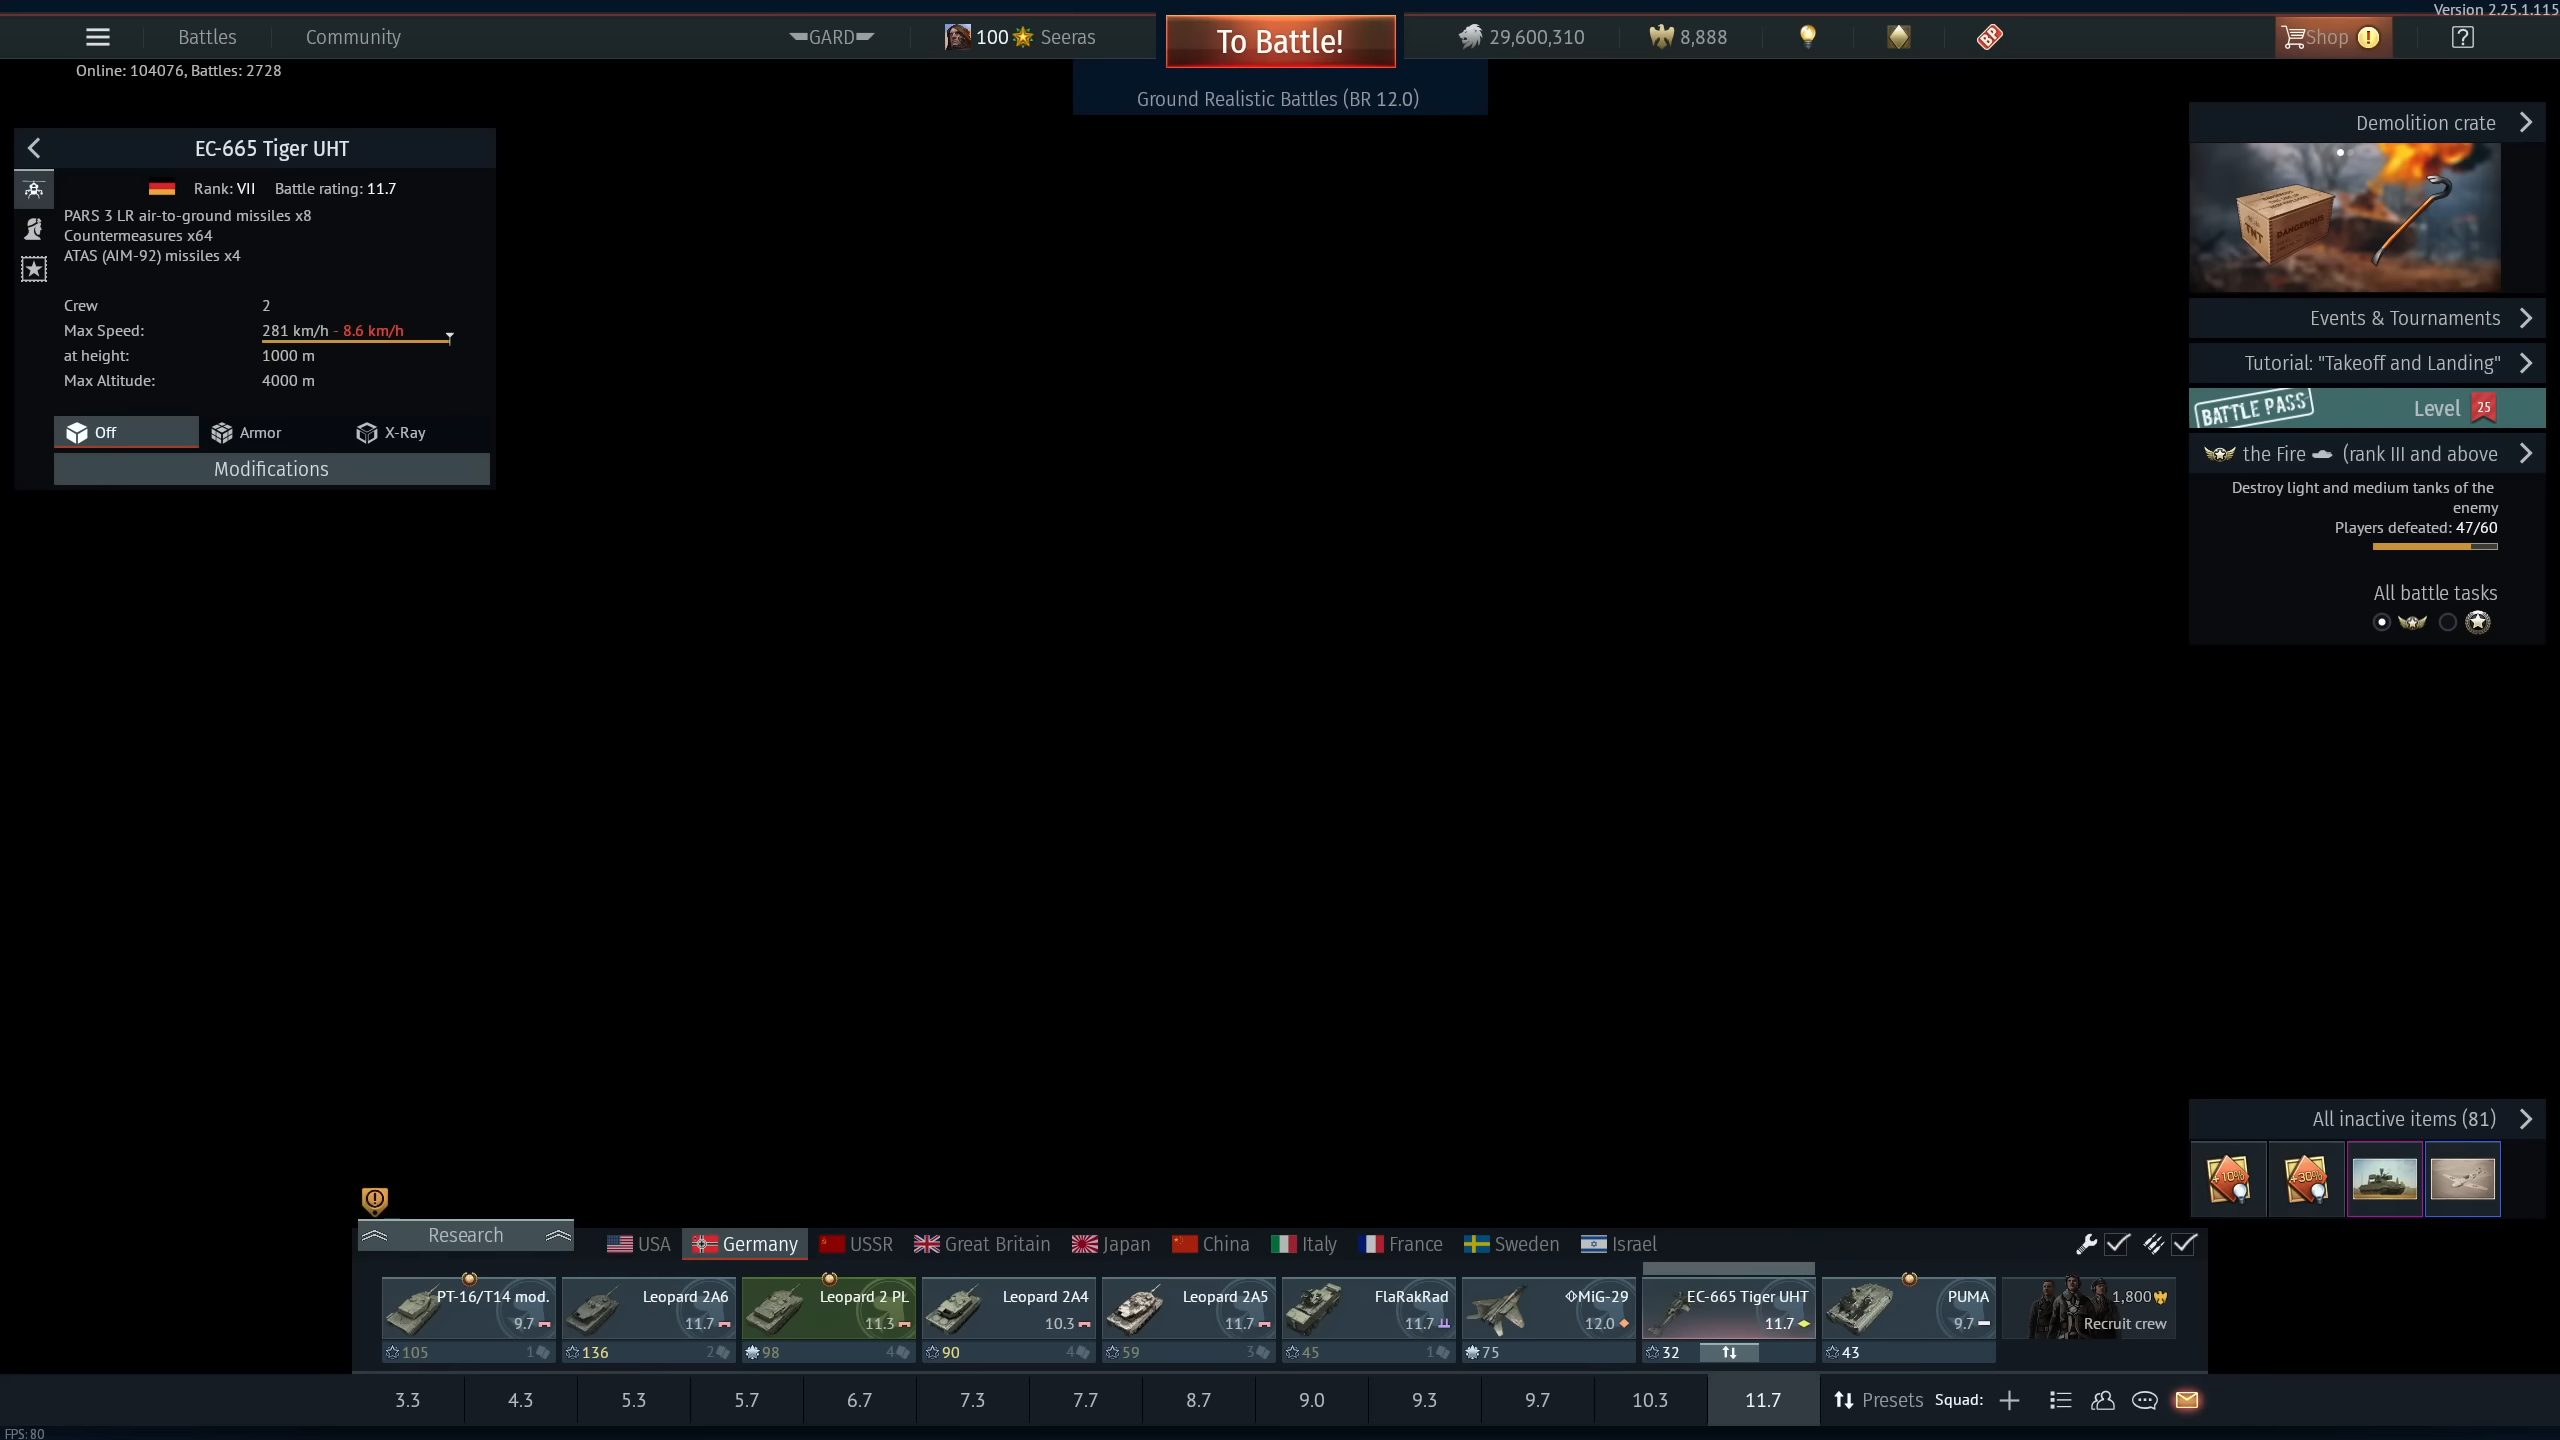 Version 2.25.1.115
Battles
Community
GARD
100 Seeras
To Battle!
29,600,310
8,888
BP
Shop
Online: 104076, Battles: 2728
Ground Realistic Battles (BR 12.0)
EC-665 Tiger UHT
Rank: VII Battle rating: 11.7
PARS 3 LR air-to-ground missiles x8
Countermeasures x64
ATAS (AIM-92) missiles x4
Crew 2
Max Speed: 281 km/h - 8.6 km/h
at height: 1000 m
Max Altitude: 4000 m
Off Armor X-Ray
Modifications
Demolition crate
TNT
DANGEROUS
Events & Tournaments
Tutorial: "Takeoff and Landing"
BATTLE PASS Level 25
the Fire (rank III and above
Destroy light and medium tanks of the
enemy
Players defeated: 47/60
All battle tasks
All inactive items (81)
+10% +30%
Research
USA Germany USSR Great Britain Japan China Italy France Sweden Israel
PT-16/T14 mod. 9.7
105 1
Leopard 2A6 11.7
136 2
Leopard 2 PL 11.3
98 4
Leopard 2A4 10.3
90 4
Leopard 2A5 11.7
59 3
FlaRakRad 11.7
45 1
MiG-29 12.0
75
EC-665 Tiger UHT 11.7
32
PUMA 9.7
43
1,800
Recruit crew
3.3 4.3 5.3 5.7 6.7 7.3 7.7 8.7 9.0 9.3 9.7 10.3 11.7 Presets Squad:
FPS: 80